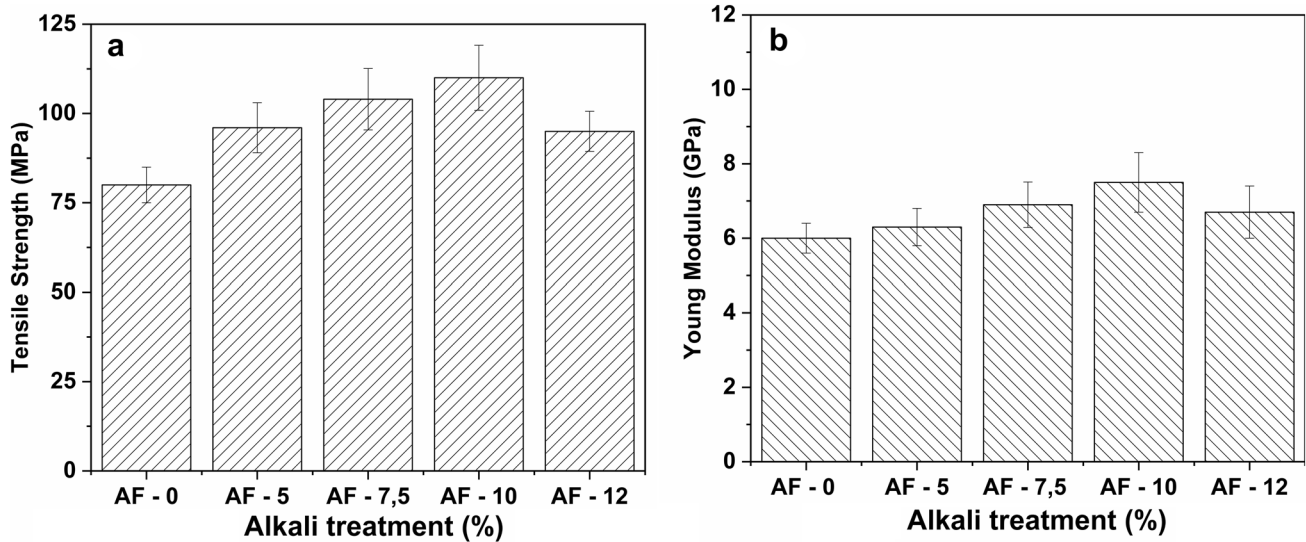 a
Tensile Strength (MPa)
125
100
75
50
25
0
AF - 0 AF - 5 AF - 7,5 AF - 10 AF - 12
Alkali treatment (%)
b
Young Modulus (GPa)
12
10
8
6
4
2
0
AF - 0 AF - 5 AF - 7,5 AF - 10 AF - 12
Alkali treatment (%)